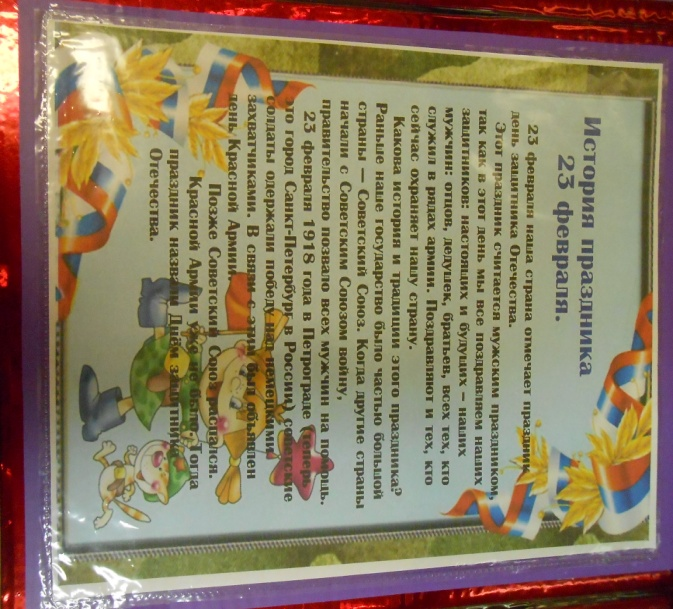 История праздника
23 февраля.
23 февраля наша страна отмечает праздник
день защитника Отечества.
Этот праздник считается мужским праздником,
так как в этот день мы все поздравляем наших
защитников: настоящих и будущих – наших
мужчин: отцов, дедушек, братьев, всех тех, кто
служил в рядах армии. Поздравляют и тех, кто
сейчас охраняет нашу страну.
Какова история и традиции этого праздника?
Раньше наше государство было частью большой
страны — Советский Союз. Когда другие страны
начали с Советским Союзом войну,
правительство позвало всех мужчин на помощь.
23 февраля 1918 года в Петрограде (теперь
это город Санкт-Петербург в России) советские
солдаты одержали победу над немецкими
захватчиками. В связи с этим был объявлен
день Красной Армии.
Позже Советский Союз распался.
Красной Армии уже не было. Тогда
праздник назвали Днём защитника
Отечества.